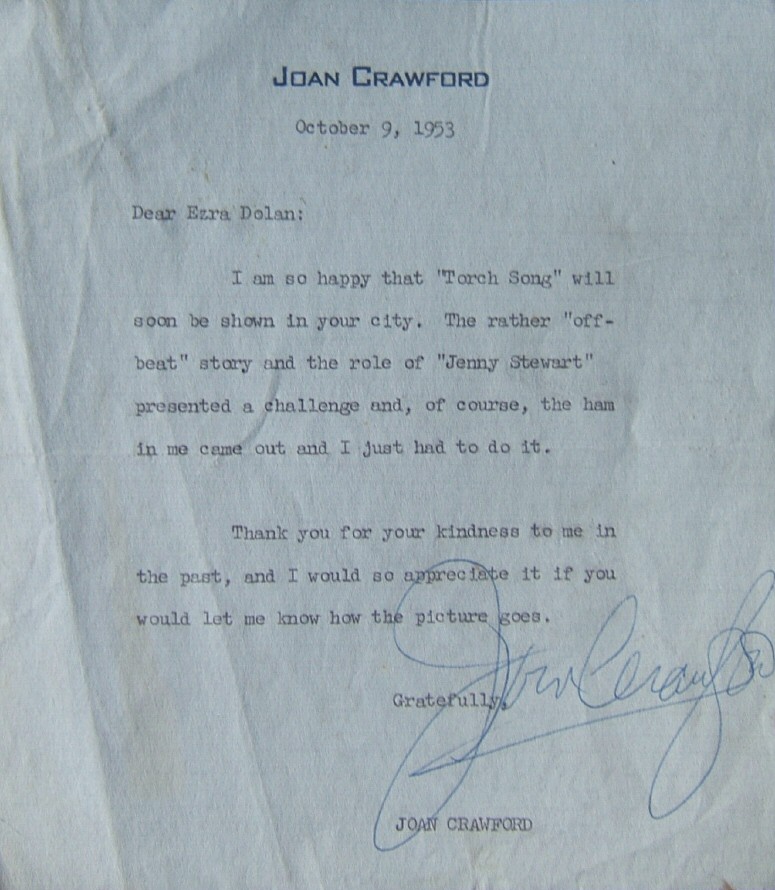 JOAN CRAWFORD
October 9, 1953
Dear Ezra Dolan:
I am so happy that "Torch Song" will
soon be shown in your city. The rather "off-
beat" story and the role of "Jenny Stewart"
presented a challenge and, of course, the ham
in me came out and I just had to do it.
Thank you for your kindness to me in
the past, and I would so appreciate it if you
would let me know how the picture goes.
Joan Crawford
Gratefully,
JOAN CRAWFORD